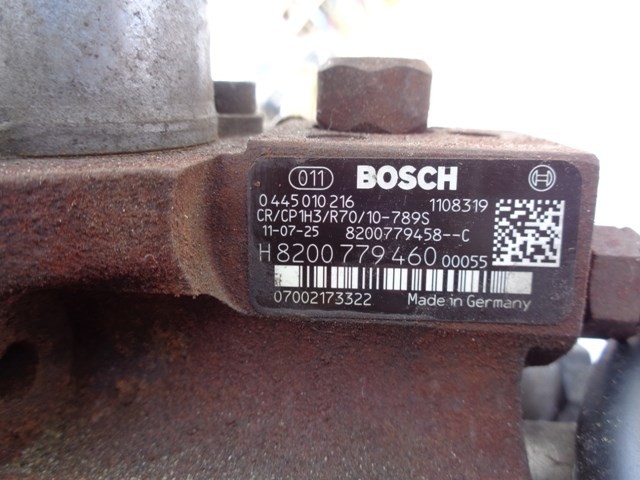 011 BOSCH
0 445 010 216 1108319
CR/CP1H3/R70/10-789S
11-07-25 8200779458--C
H 8200 779 460 00055
07002173322 Made in Germany